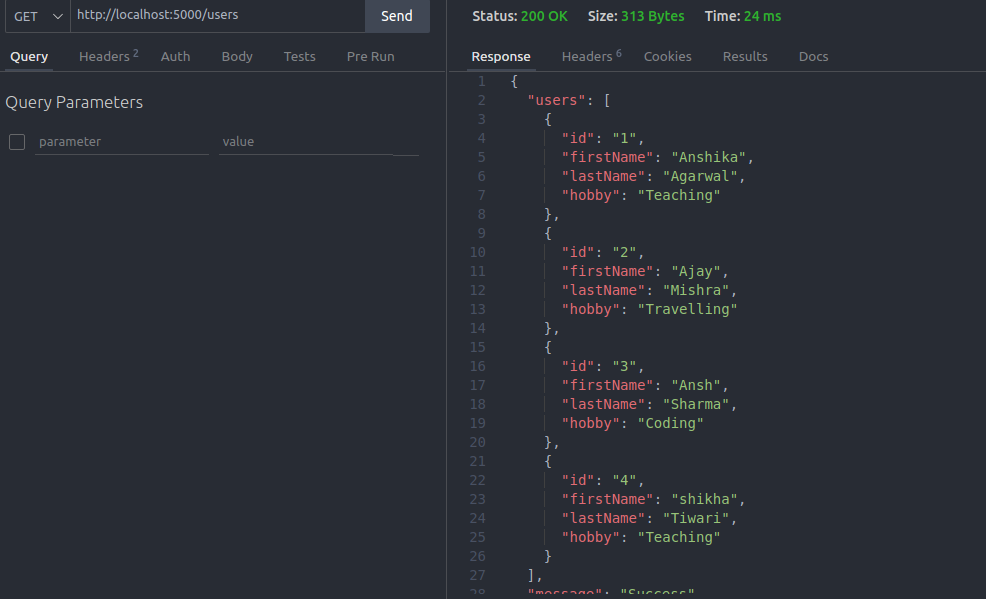 GET http://localhost:5000/users Send
Status: 200 OK Size: 313 Bytes Time: 24 ms
Query Headers 2 Auth Body Tests Pre Run
Response Headers 6 Cookies Results Docs
Query Parameters
parameter value
1 {
2 "users": [
3 {
4 "id": "1",
5 "firstName": "Anshika",
6 "lastName": "Agarwal",
7 "hobby": "Teaching"
8 },
9 {
10 "id": "2",
11 "firstName": "Ajay",
12 "lastName": "Mishra",
13 "hobby": "Travelling"
14 },
15 {
16 "id": "3",
17 "firstName": "Ansh",
18 "lastName": "Sharma",
19 "hobby": "Coding"
20 },
21 {
22 "id": "4",
23 "firstName": "shikha",
24 "lastName": "Tiwari",
25 "hobby": "Teaching"
26 }
27 ],
28 "message": "Success"